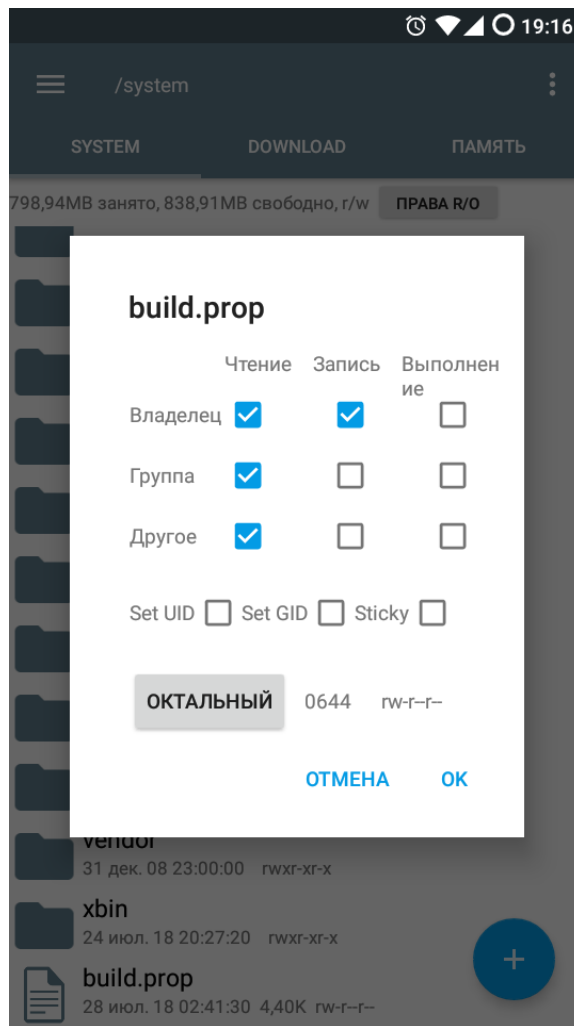 19:16
/system
SYSTEM DOWNLOAD ПАМЯТЬ
798,94MB занято, 838,91MB свободно, r/w ПРАВА R/O
build.prop
Чтение Запись Выполнен
ие
Владелец
Группа
Другое
Set UID Set GID Sticky
ОКТАЛЬНЫЙ 0644 rw-r--r--
ОТМЕНА OK
vendor
31 дек. 08 23:00:00 rwxr-xr-x
xbin
24 июл. 18 20:27:20 rwxr-xr-x
build.prop
28 июл. 18 02:41:30 4,40K rw-r--r--